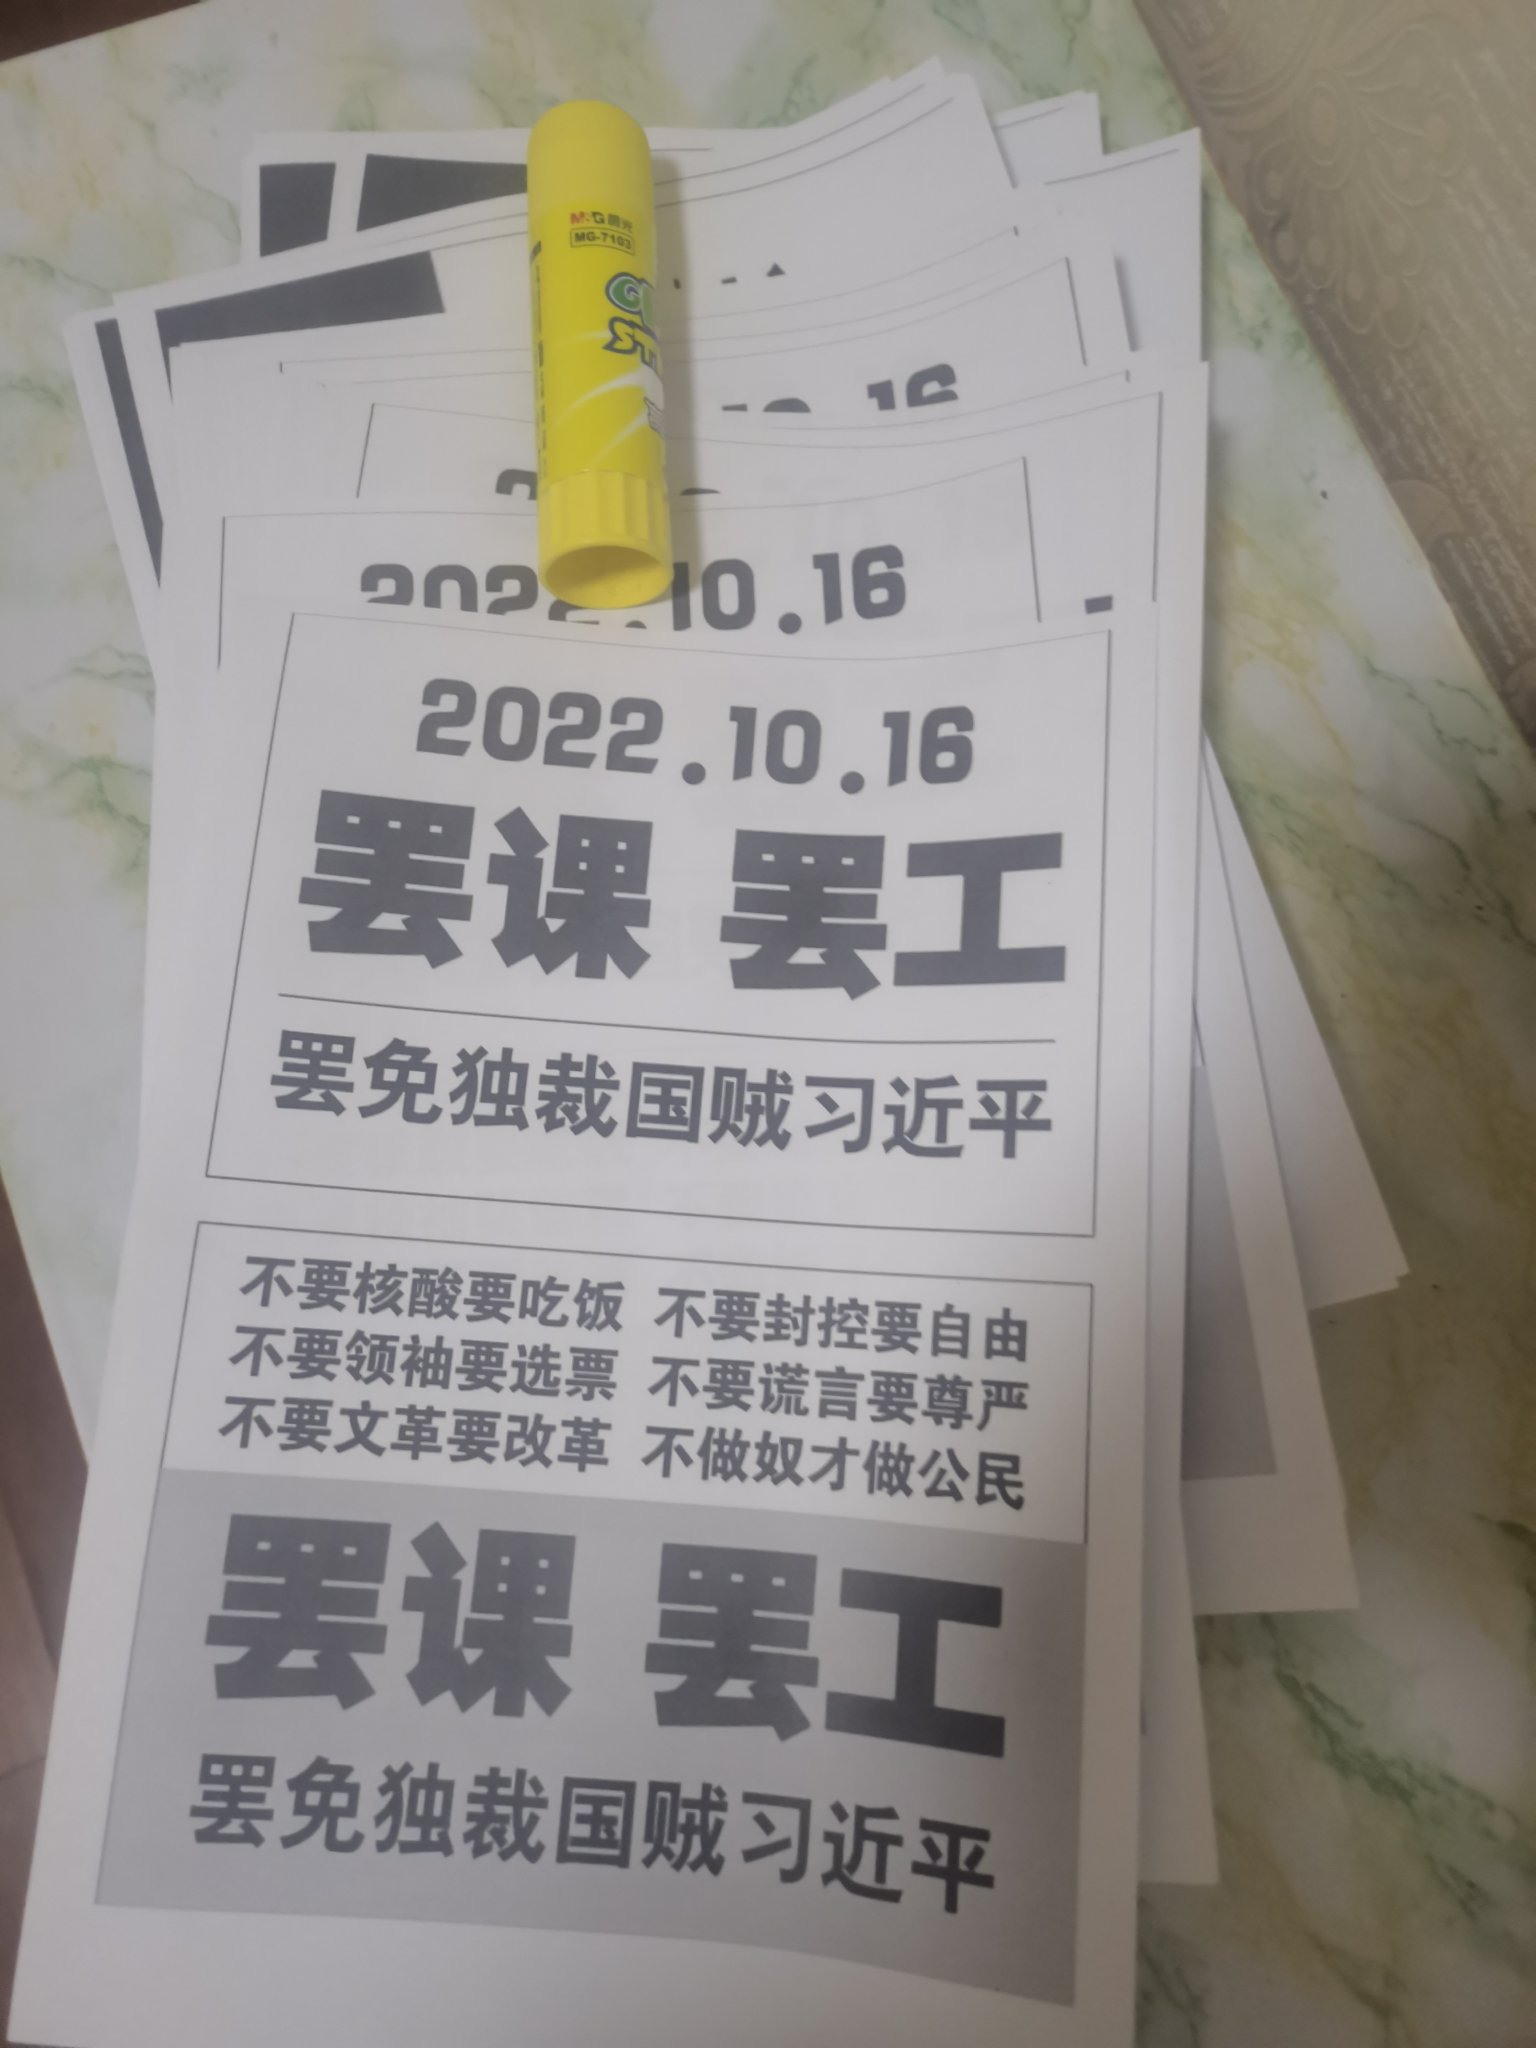 M&G晨光
MG-7103
10.16
2022.10.16
2022.10.16
罢课 罢工
罢免独裁国贼习近平
不要核酸要吃饭 不要封控要自由
不要领袖要选票 不要谎言要尊严
不要文革要改革 不做奴才做公民
罢课 罢工
罢免独裁国贼习近平